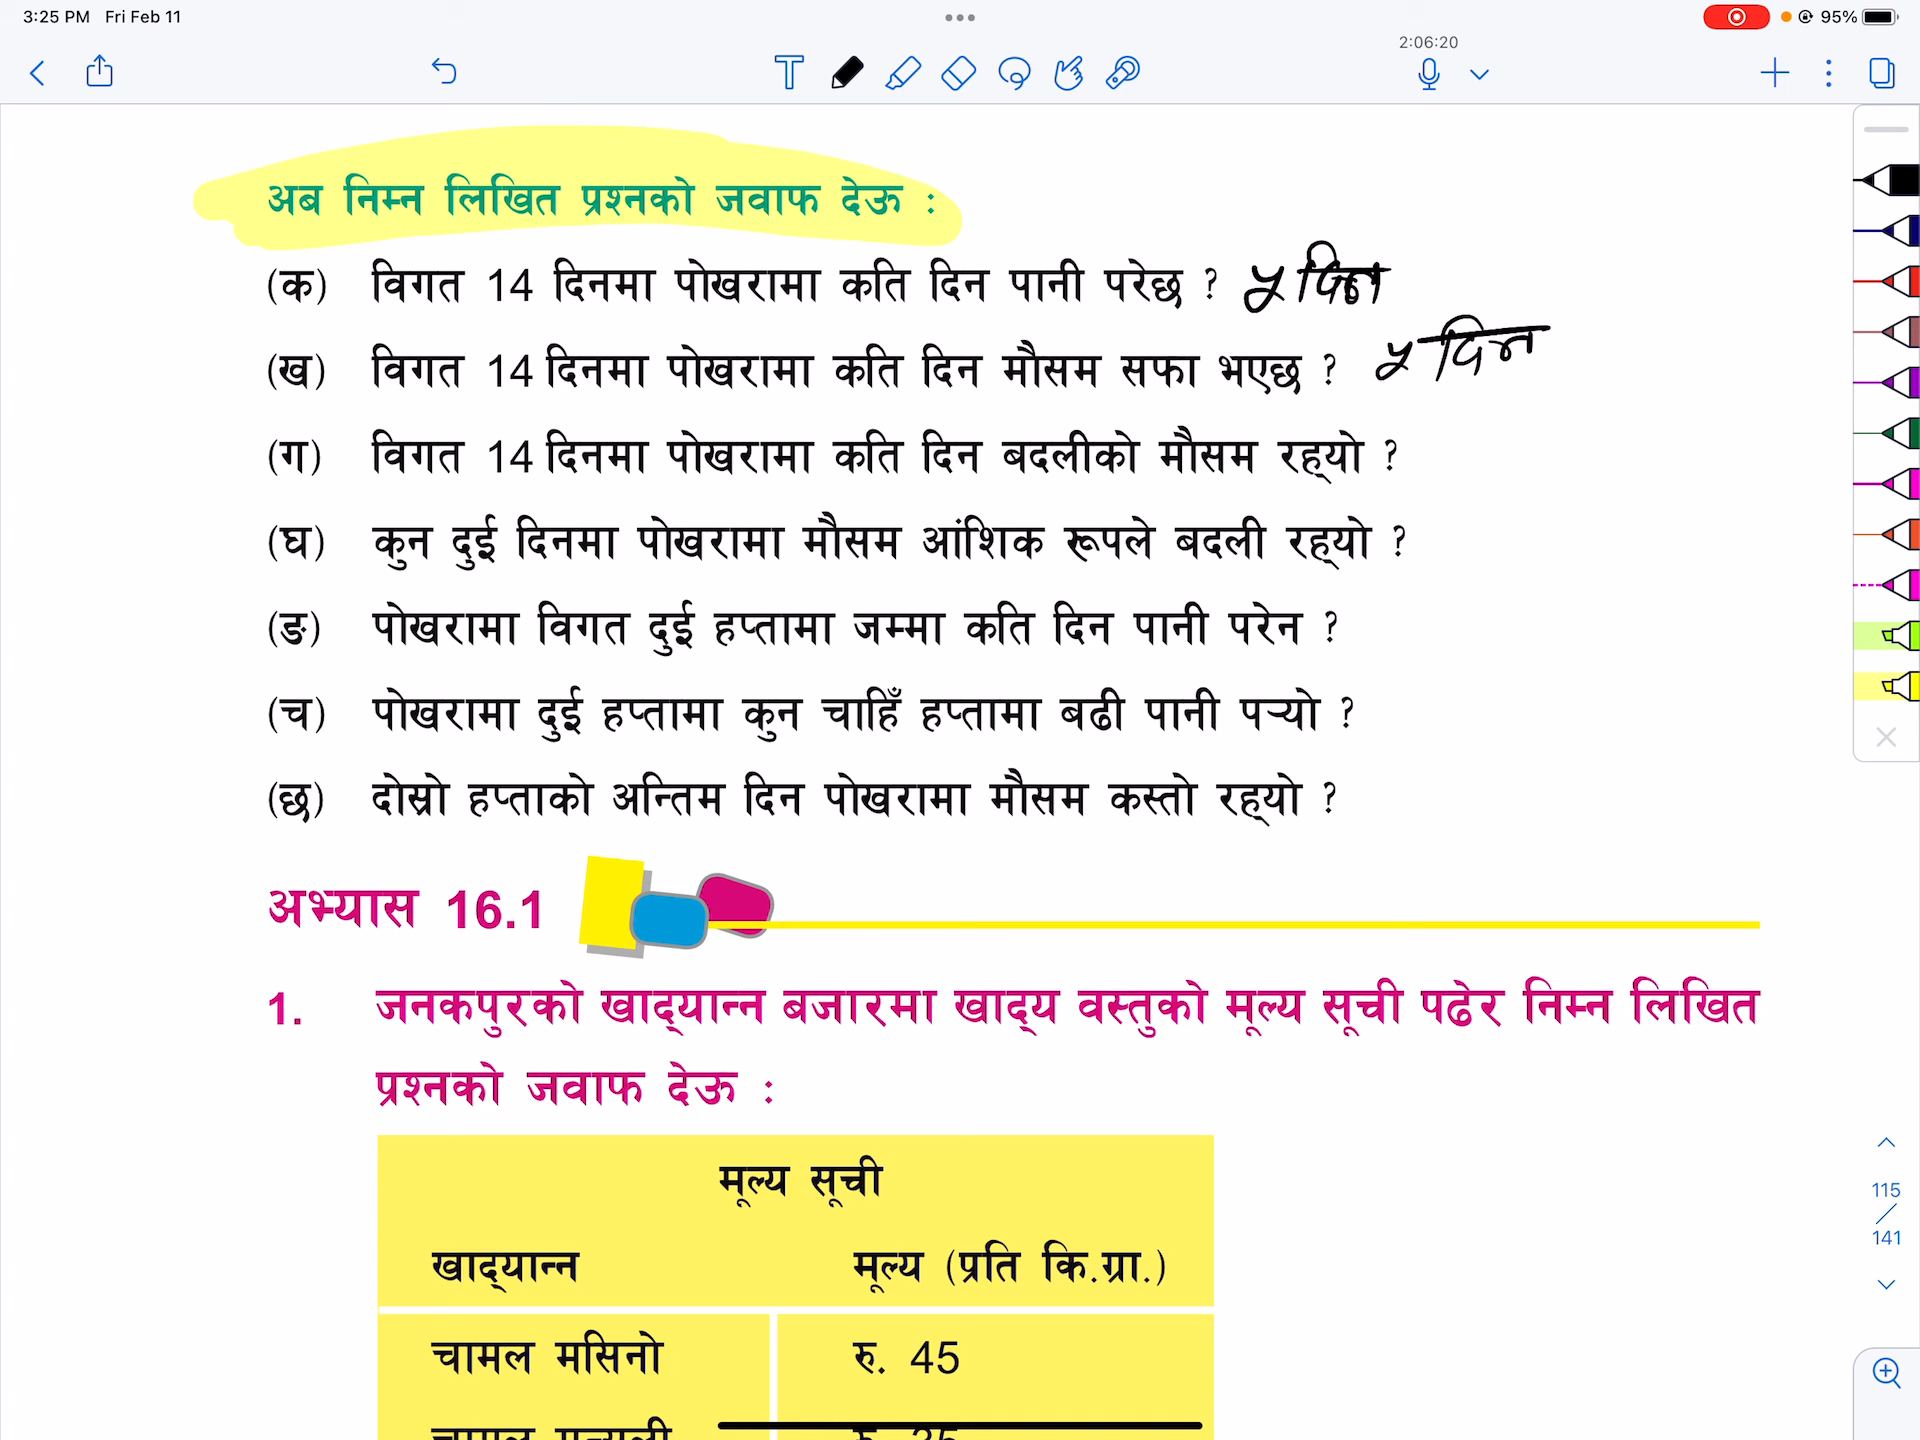 3:25 PM Fri Feb 11
95%
2:06:20
अब निम्न लिखित प्रश्नको जवाफ देऊ :
(क) विगत 14 दिनमा पोखरामा कति दिन पानी परेछ ? ५ दिन
(ख) विगत 14 दिनमा पोखरामा कति दिन मौसम सफा भएछ ? ५ दिन
(ग) विगत 14 दिनमा पोखरामा कति दिन बदलीको मौसम रह्यो ?
(घ) कुन दुई दिनमा पोखरामा मौसम आंशिक रूपले बदली रह्यो ?
(ङ) पोखरामा विगत दुई हप्तामा जम्मा कति दिन पानी परेन ?
(च) पोखरामा दुई हप्तामा कुन चाहिँ हप्तामा बढी पानी पऱ्यो ?
(छ) दोस्रो हप्ताको अन्तिम दिन पोखरामा मौसम कस्तो रह्यो ?
अभ्यास 16.1
1. जनकपुरको खाद्यान्न बजारमा खाद्य वस्तुको मूल्य सूची पढेर निम्न लिखित
प्रश्नको जवाफ देऊ :
मूल्य सूची
खाद्यान्न मूल्य (प्रति कि.ग्रा.)
चामल मसिनो रु. 45
115
/
141